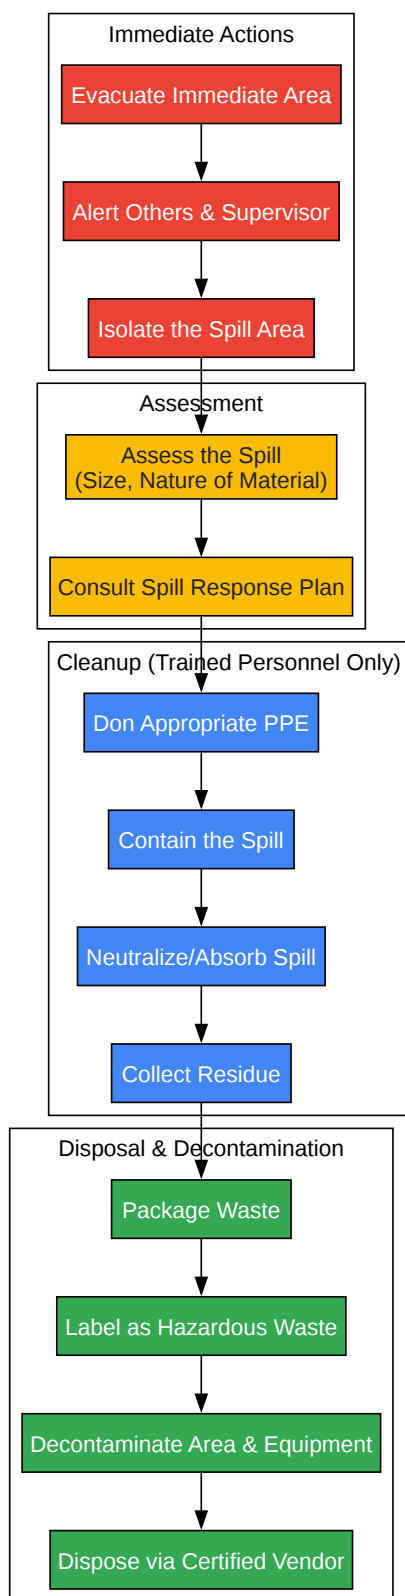 Immediate Actions
Evacuate Immediate Area
Alert Others & Supervisor
Isolate the Spill Area
Assessment
Assess the Spill
(Size, Nature of Material)
Consult Spill Response Plan
Cleanup (Trained Personnel Only)
Don Appropriate PPE
Contain the Spill
Neutralize/Absorb Spill
Collect Residue
Disposal & Decontamination
Package Waste
Label as Hazardous Waste
Decontaminate Area & Equipment
Dispose via Certified Vendor